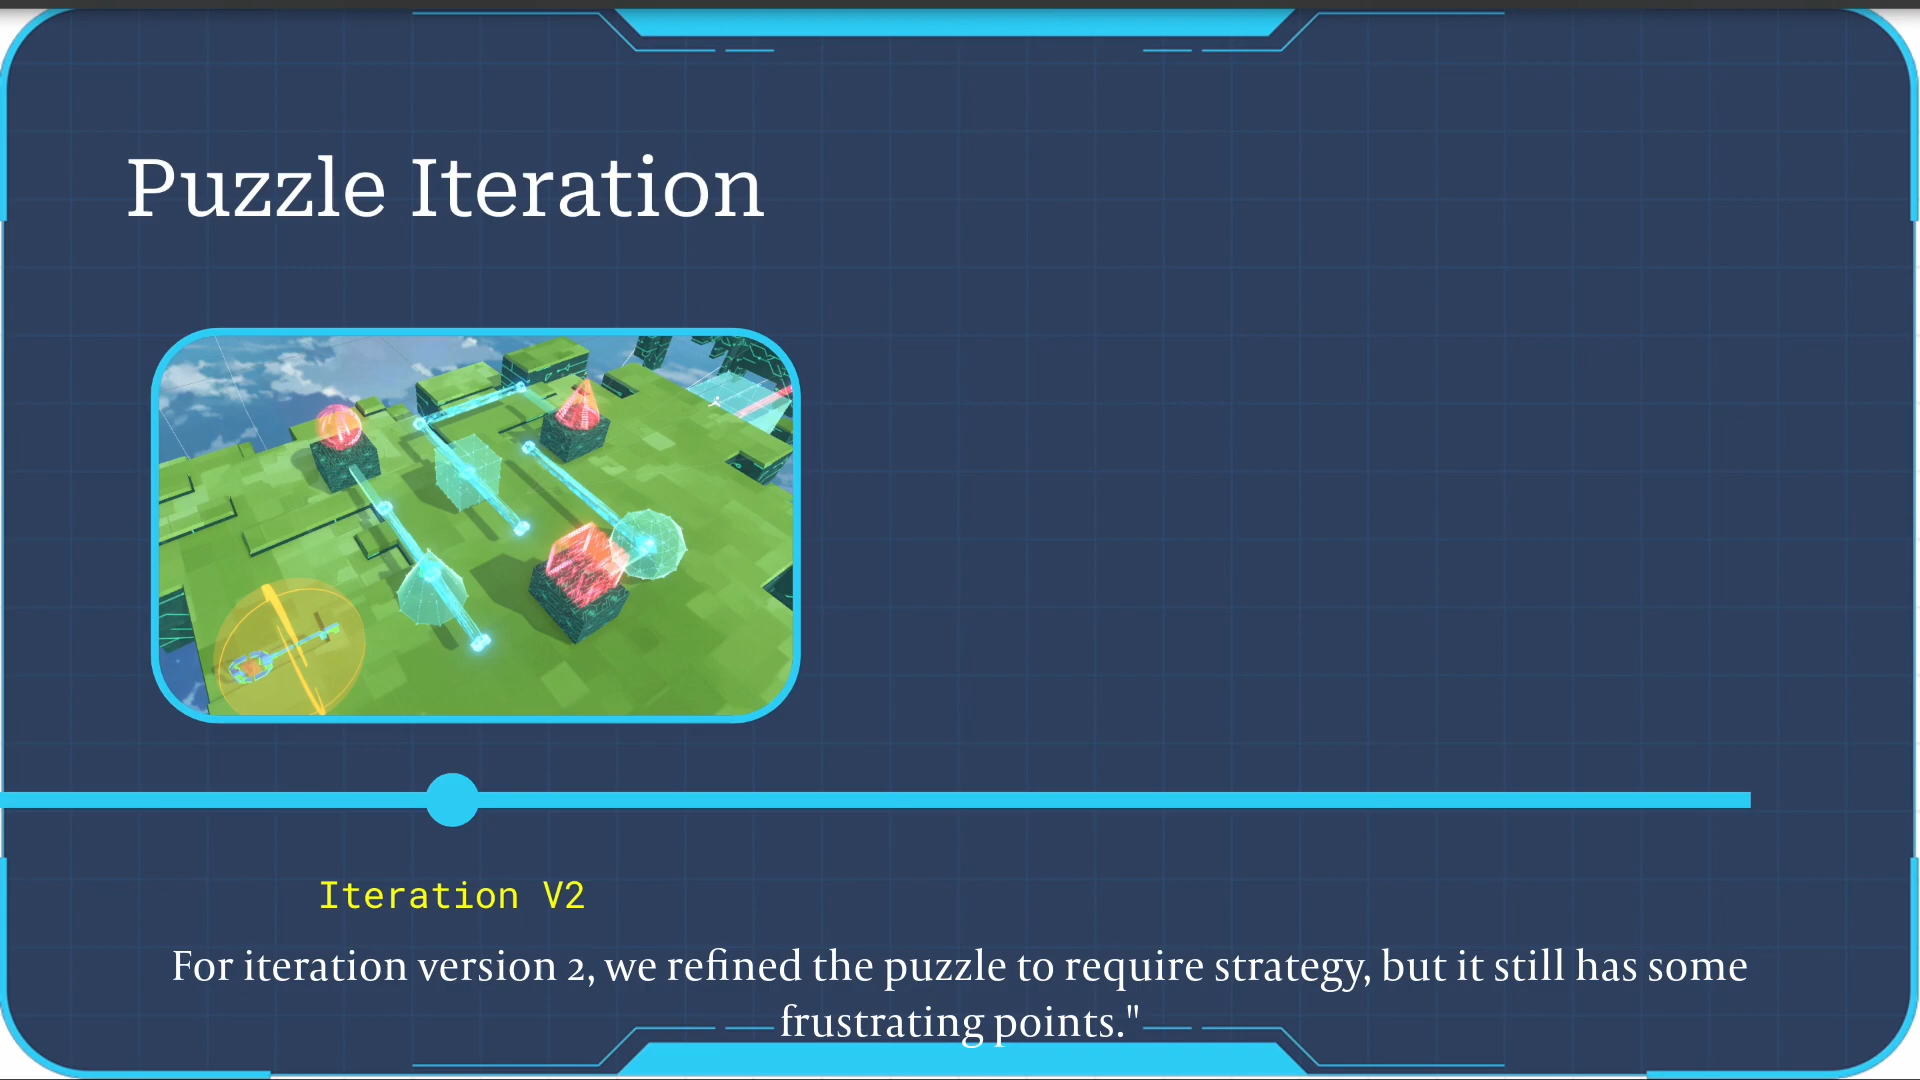 Puzzle Iteration
Iteration V2
For iteration version 2, we refined the puzzle to require strategy, but it still has some
frustrating points."